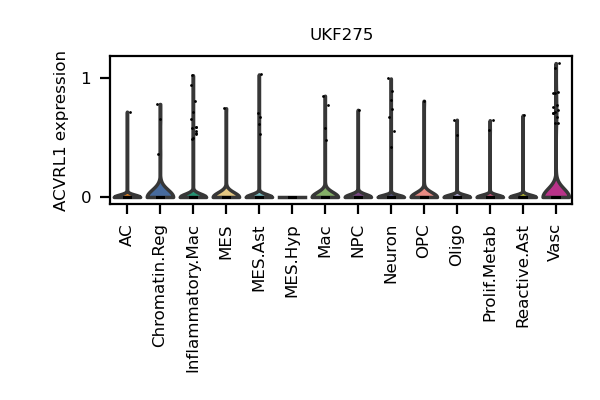 UKF275
ACVRL1 expression
1
0
AC
Chromatin.Reg
Inflammatory.Mac
MES
MES.Ast
MES.Hyp
Mac
NPC
Neuron
OPC
Oligo
Prolif.Metab
Reactive.Ast
Vasc